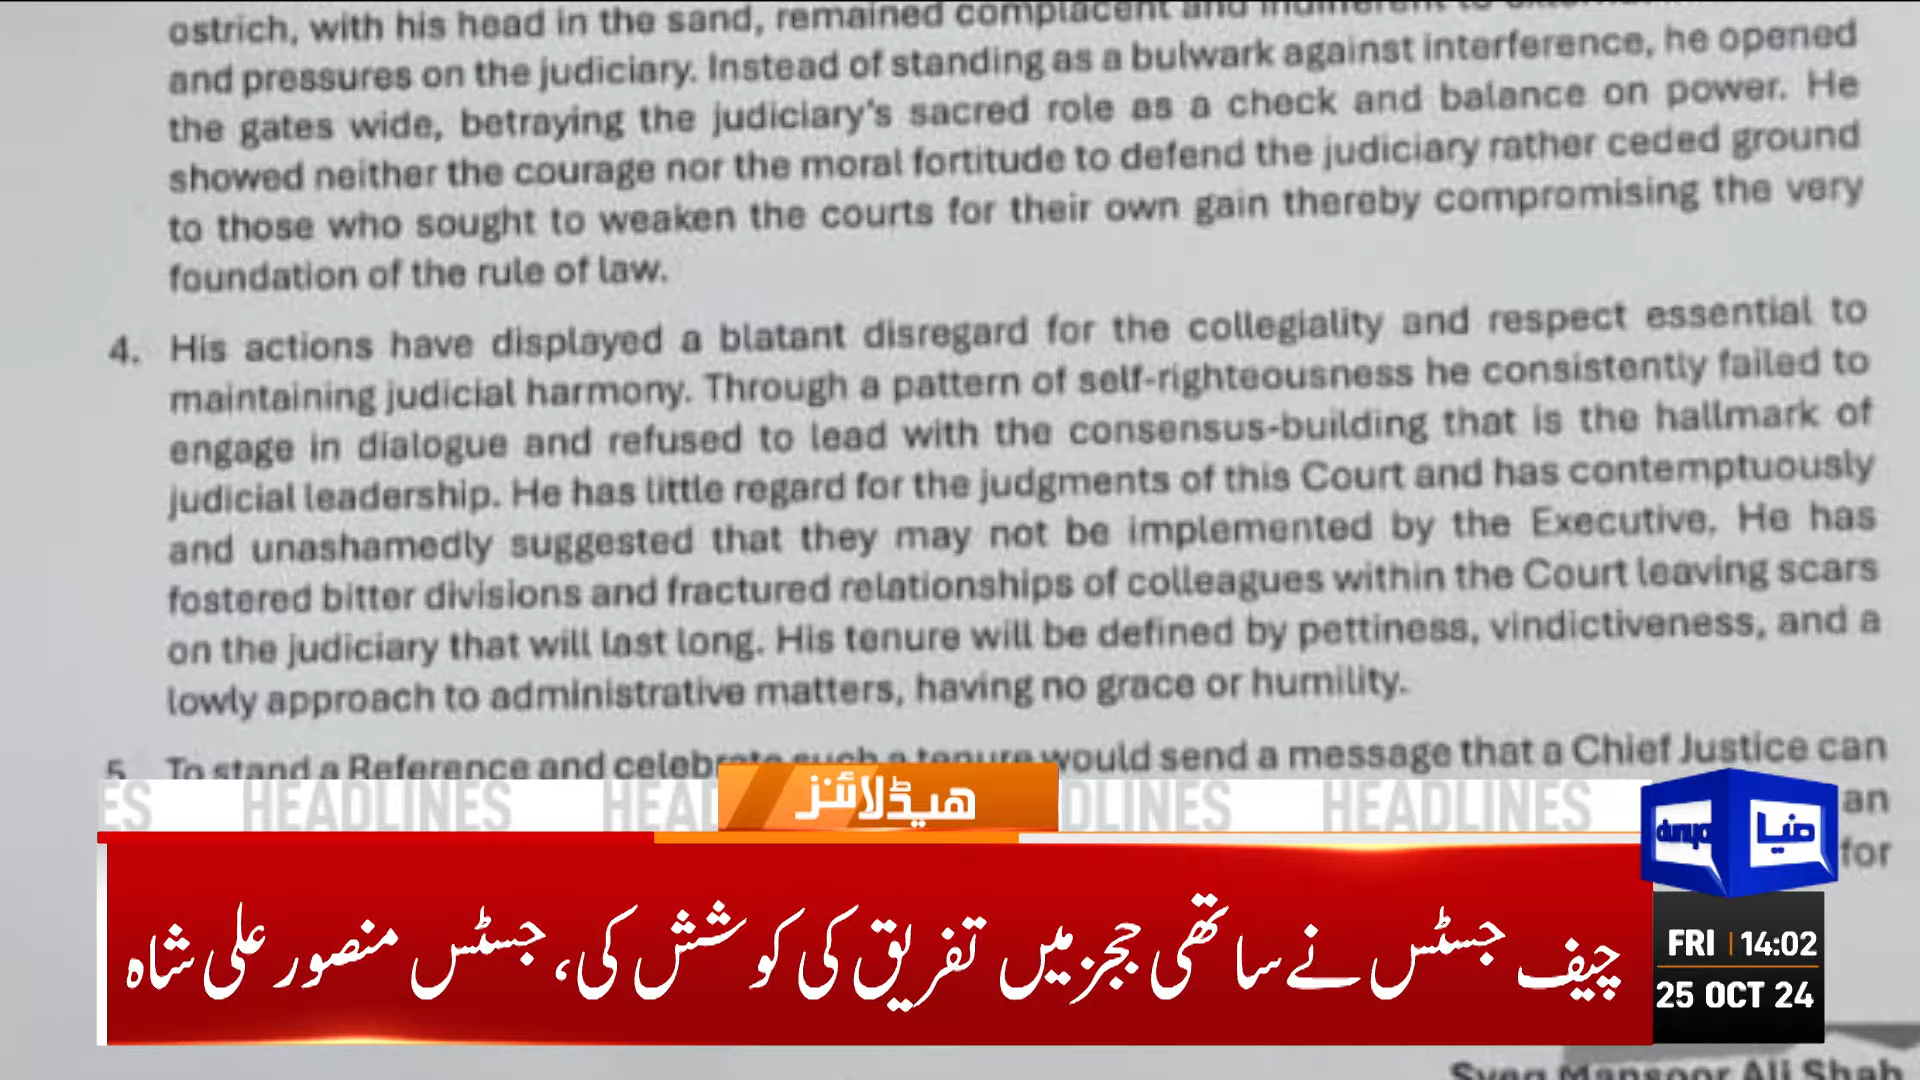 ostrich, with his head in the sand, remained complacent and indifferent to
and pressures on the judiciary. Instead of standing as a bulwark against interference, he opened
the gates wide, betraying the judiciary's sacred role as a check and balance on power. He
showed neither the courage nor the moral fortitude to defend the judiciary rather ceded ground
to those who sought to weaken the courts for their own gain thereby compromising the very
foundation of the rule of law.
4. His actions have displayed a blatant disregard for the collegiality and respect essential to
maintaining judicial harmony. Through a pattern of self-righteousness he consistently failed to
engage in dialogue and refused to lead with the consensus-building that is the hallmark of
judicial leadership. He has little regard for the judgments of this Court and has contemptuously
and unashamedly suggested that they may not be implemented by the Executive. He has
fostered bitter divisions and fractured relationships of colleagues within the Court leaving scars
on the judiciary that will last long. His tenure will be defined by pettiness, vindictiveness, and a
lowly approach to administrative matters, having no grace or humility.
5. To stand a Reference and celebrate such a tenure would send a message that a Chief Justice can
an
for
ES HEADLINES HEAD DLINES HEADLINES
ھیڈلائنز
dunya دنیا
چیف جسٹس نے ساتھی ججز میں تفریق کی کوشش کی، جسٹس منصور علی شاہ
FRI 14:02
25 OCT 24
Syed Mansoor Ali Shah